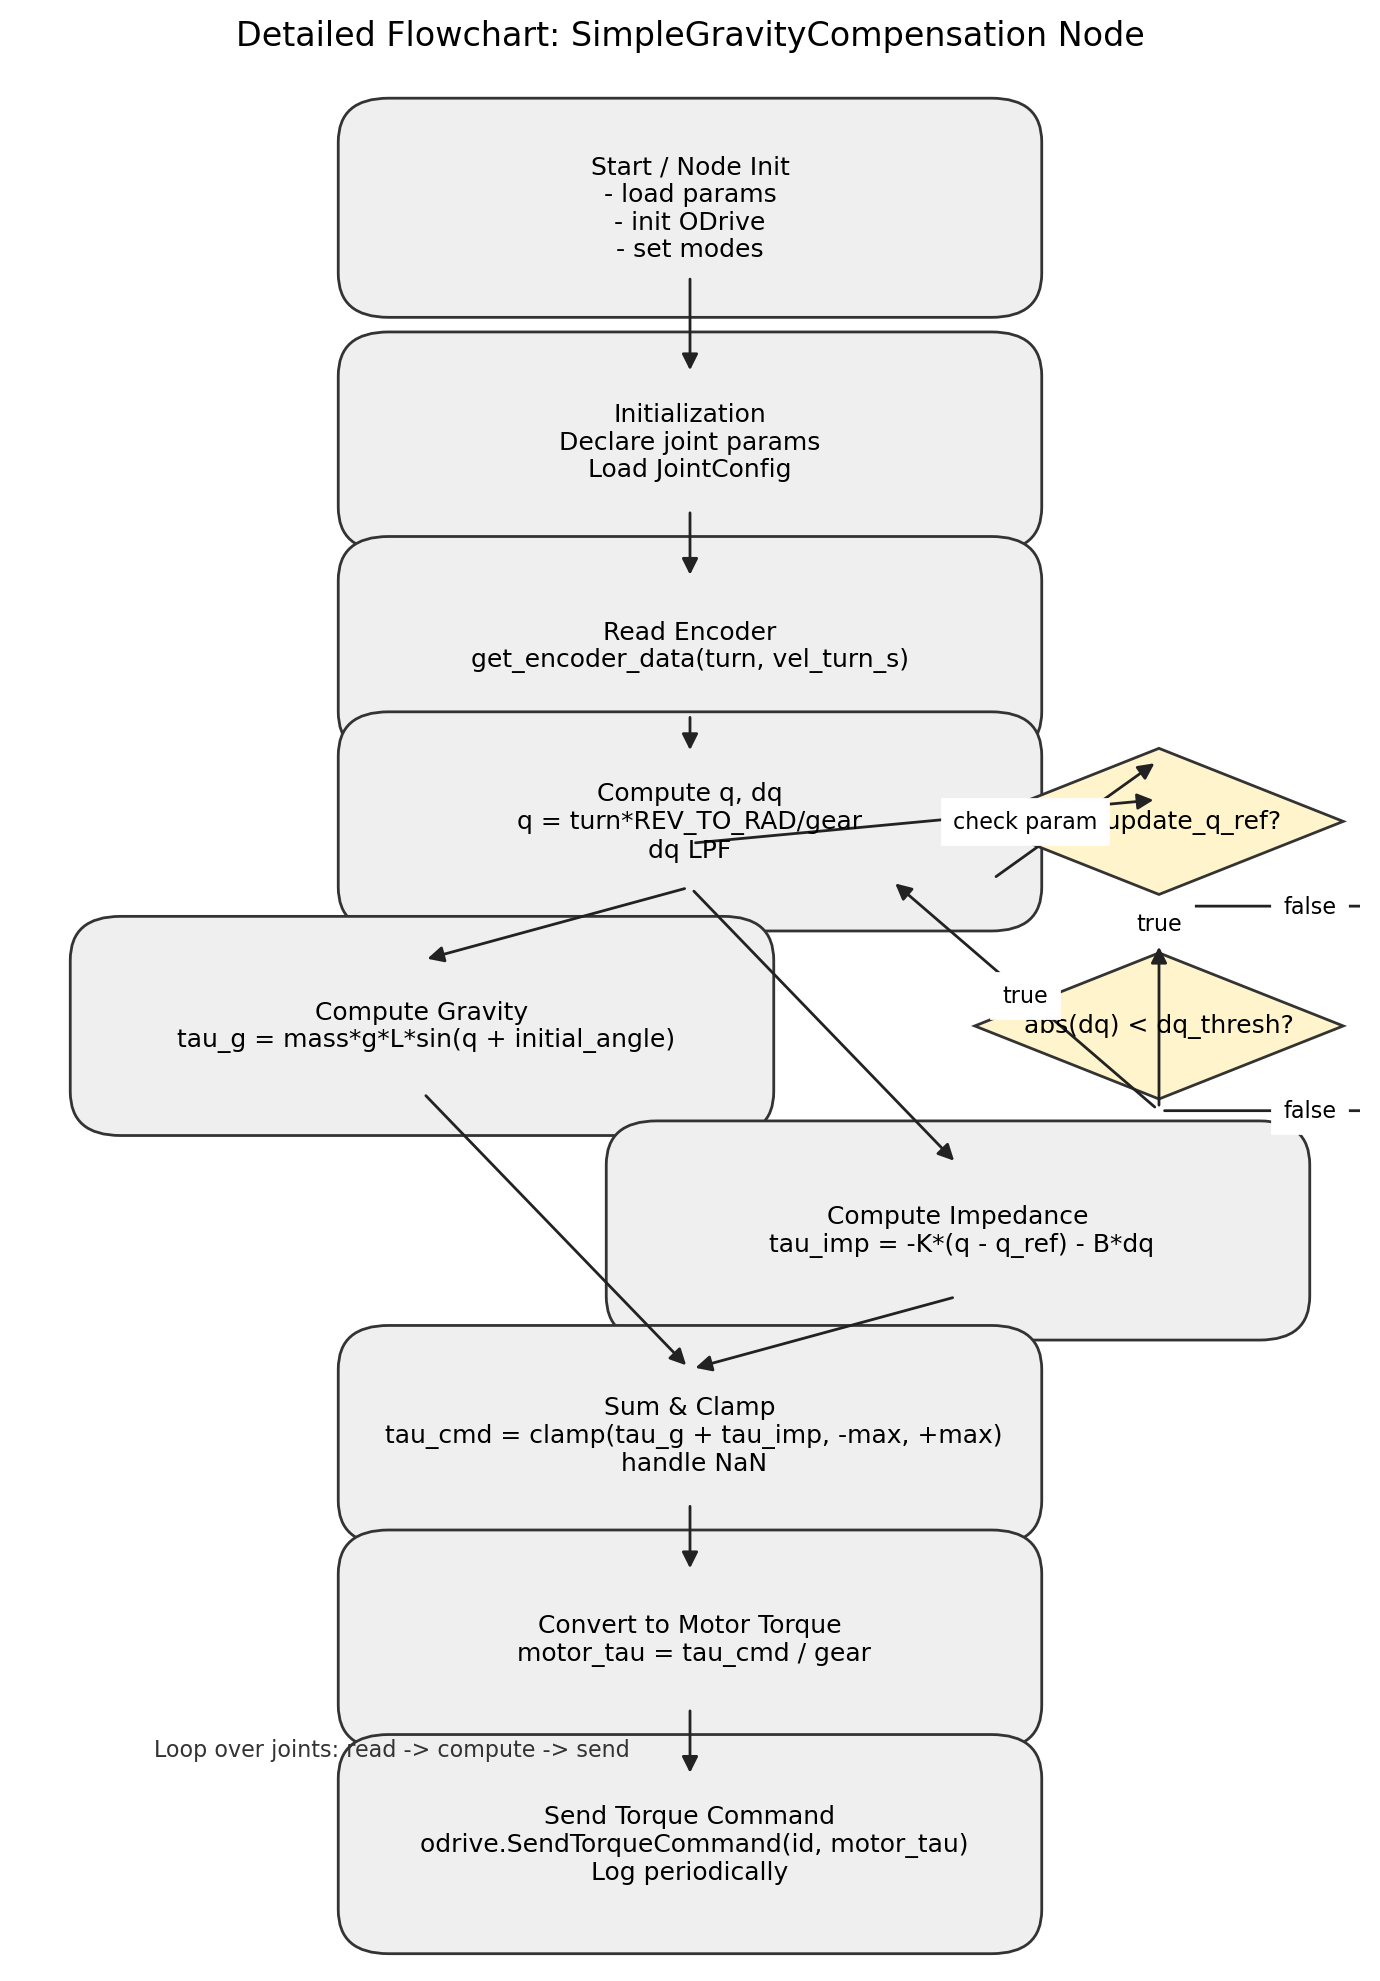 Detailed Flowchart: SimpleGravityCompensation Node
Start / Node Init
- load params
- init ODrive
- set modes
Initialization
Declare joint params
Load JointConfig
Read Encoder
get_encoder_data(turn, vel_turn_s)
Compute q, dq
q = turn*REV_TO_RAD/gear
dq LPF
check param
update_q_ref?
false
true
Compute Gravity
tau_g = mass*g*L*sin(q + initial_angle)
true
abs(dq) < dq_thresh?
false
Compute Impedance
tau_imp = -K*(q - q_ref) - B*dq
Sum & Clamp
tau_cmd = clamp(tau_g + tau_imp, -max, +max)
handle NaN
Convert to Motor Torque
motor_tau = tau_cmd / gear
Loop over joints: read -> compute -> send
Send Torque Command
odrive.SendTorqueCommand(id, motor_tau)
Log periodically